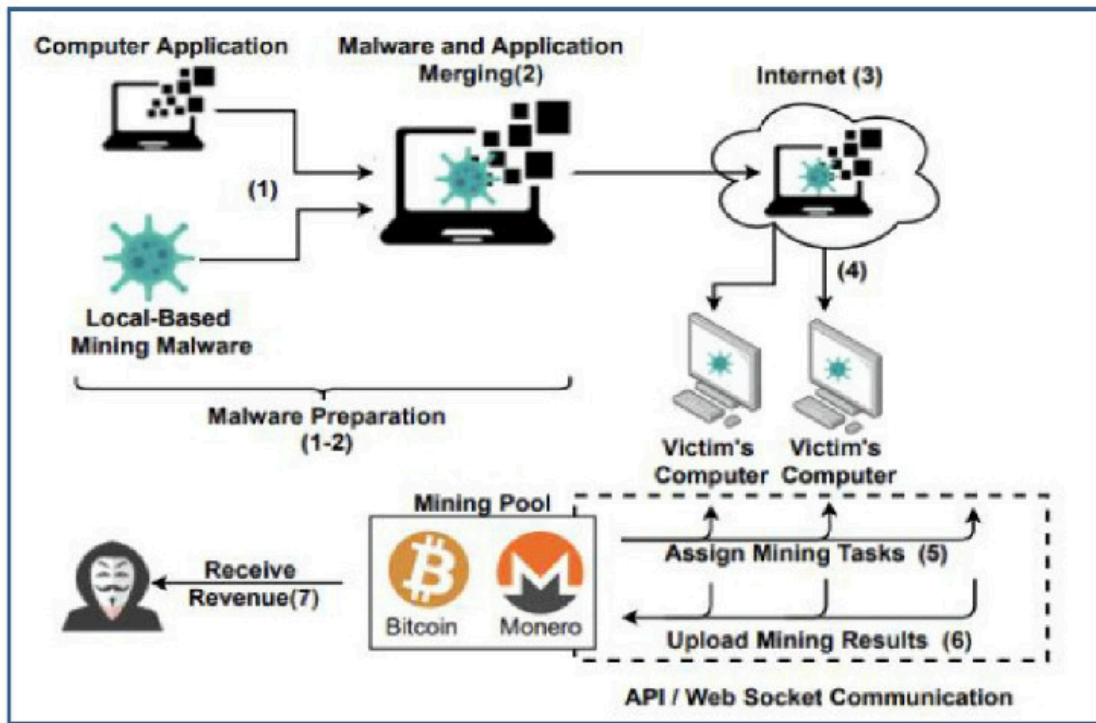 Computer Application
Malware and Application
Merging(2)
Internet (3)
(1)
(4)
Local-Based
Mining Malware
Malware Preparation
(1-2)
Victim's
Computer
Victim's
Computer
Mining Pool
Assign Mining Tasks (5)
Receive
Revenue(7)
Bitcoin
Monero
Upload Mining Results (6)
API / Web Socket Communication